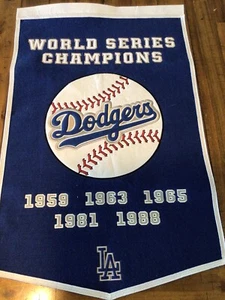 WORLD SERIES
CHAMPIONS
Dodgers
1959 1963 1965
1981 1988
LA